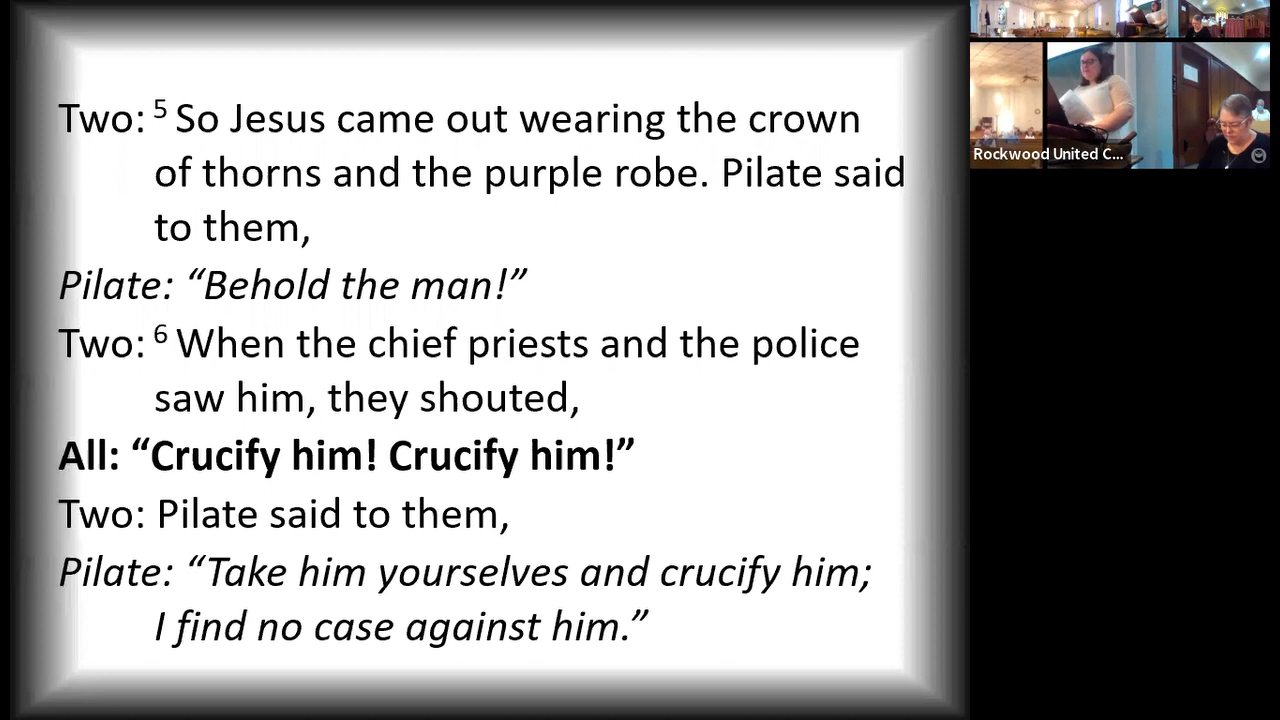 Two: ⁵ So Jesus came out wearing the crown
of thorns and the purple robe. Pilate said
to them,
Pilate: “Behold the man!”
Two: ⁶ When the chief priests and the police
saw him, they shouted,
All: “Crucify him! Crucify him!”
Two: Pilate said to them,
Pilate: “Take him yourselves and crucify him;
I find no case against him.”
Rockwood United C...